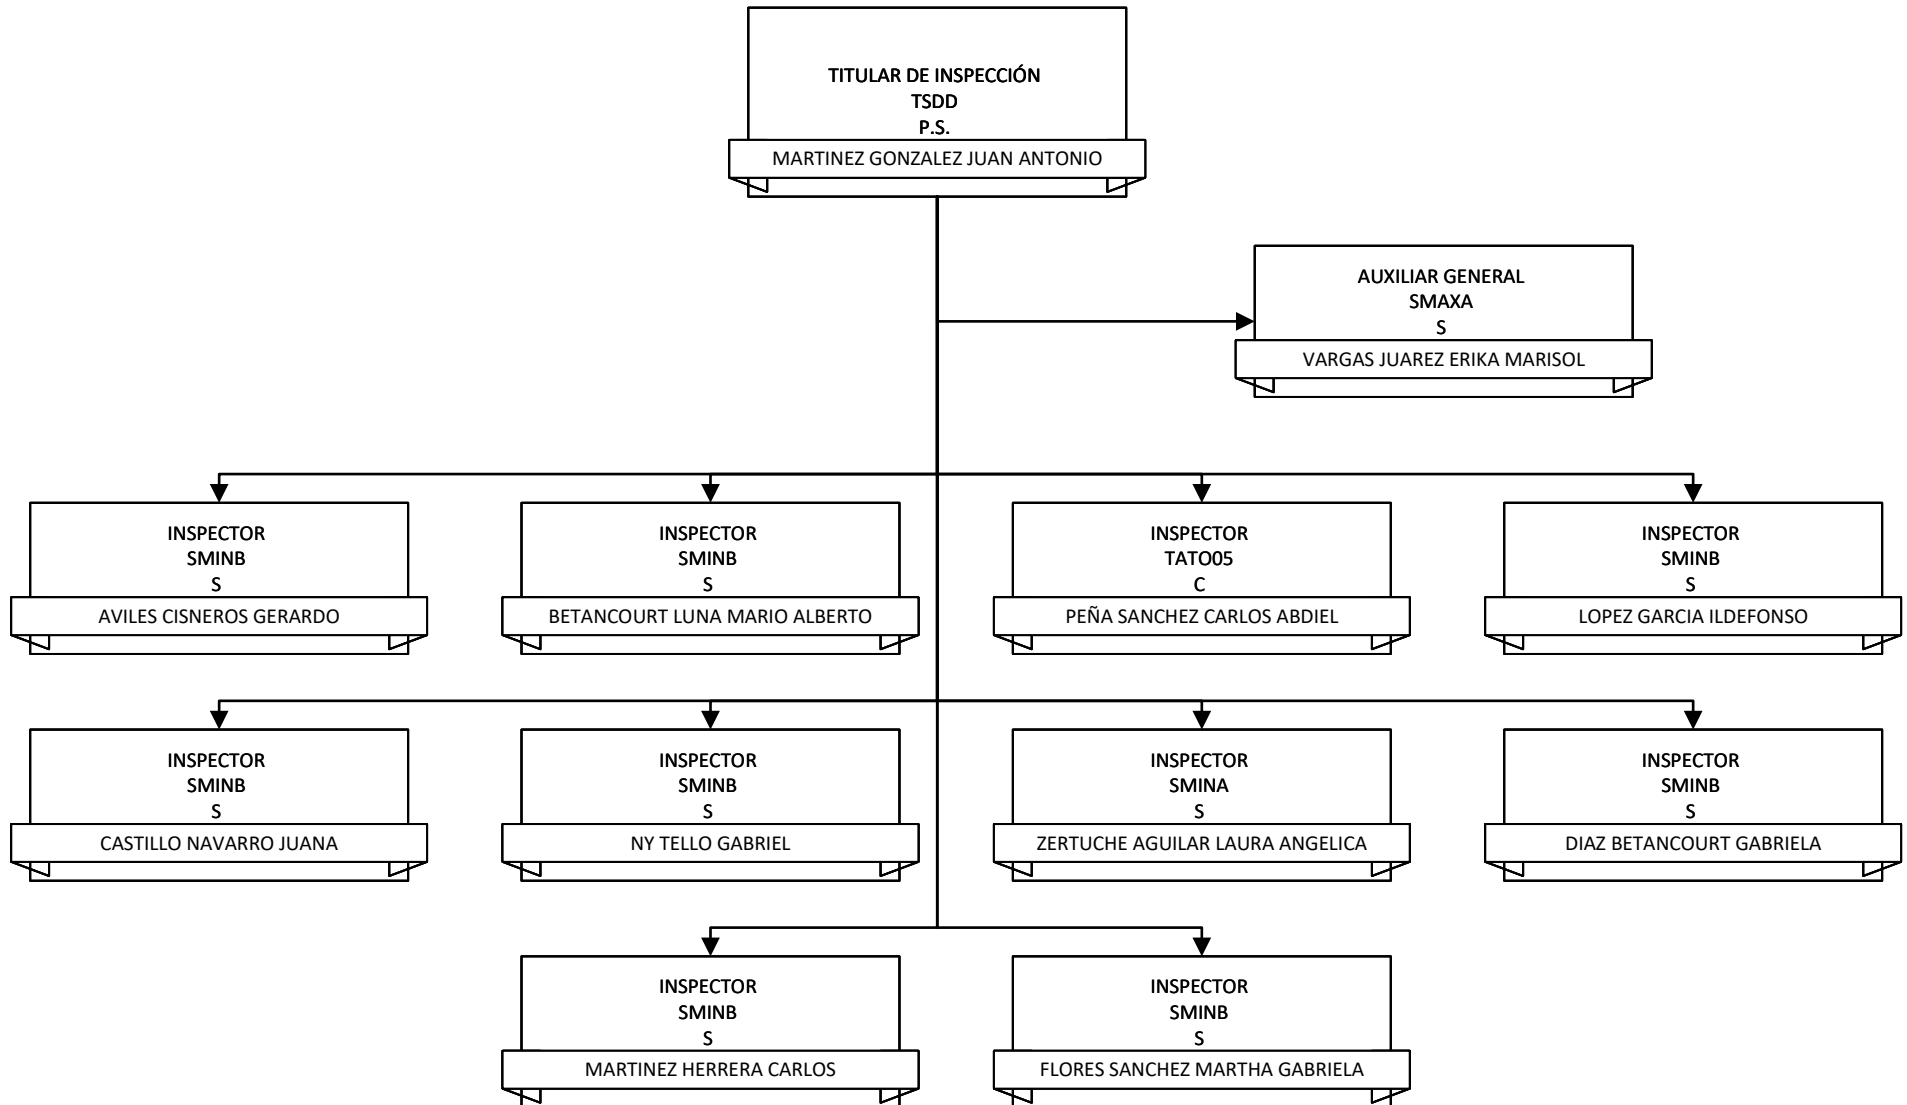 TITULAR DE INSPECCIÓN
TSDD
P.S.
MARTINEZ GONZALEZ JUAN ANTONIO
AUXILIAR GENERAL
SMAXA
S
VARGAS JUAREZ ERIKA MARISOL
INSPECTOR
SMINB
S
AVILES CISNEROS GERARDO
INSPECTOR
SMINB
S
BETANCOURT LUNA MARIO ALBERTO
INSPECTOR
TATO05
C
PEÑA SANCHEZ CARLOS ABDIEL
INSPECTOR
SMINB
S
LOPEZ GARCIA ILDEFONSO
INSPECTOR
SMINB
S
CASTILLO NAVARRO JUANA
INSPECTOR
SMINB
S
NY TELLO GABRIEL
INSPECTOR
SMINA
S
ZERTUCHE AGUILAR LAURA ANGELICA
INSPECTOR
SMINB
S
DIAZ BETANCOURT GABRIELA
INSPECTOR
SMINB
S
MARTINEZ HERRERA CARLOS
INSPECTOR
SMINB
S
FLORES SANCHEZ MARTHA GABRIELA